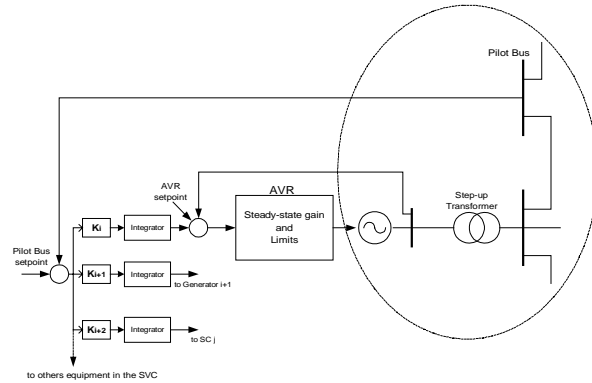 Pilot Bus
AVR
setpoint
AVR
Steady-state gain
and
Limits
Step-up
Transformer
Pilot Bus
setpoint
Ki
Integrator
Ki+1
Integrator
to Generator i+1
Ki+2
Integrator
to SC j
to others equipment in the SVC